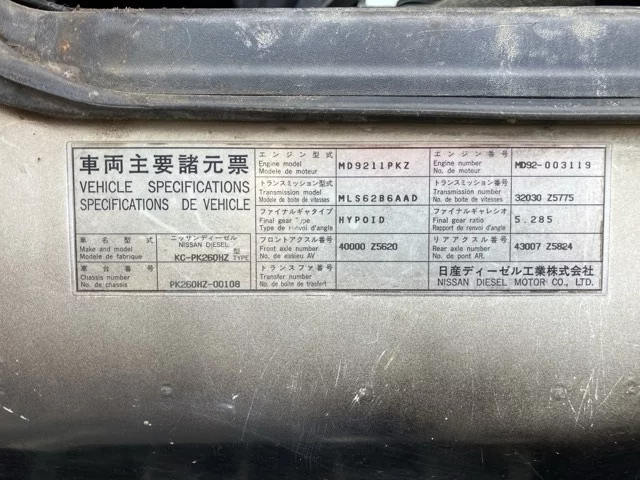 車両主要諸元票
VEHICLE SPECIFICATIONS
SPECIFICATIONS DE VEHICLE
車名・型式
Make and model
Modele de fabrique
ニッサンディーゼル
NISSAN DIESEL
KC-PK260HZ
型
TYPE
車台番号
Chassis number
No. de chassis
PK260HZ-00108
エンジン型式
Engine model
Modele de moteur
MD9211PKZ
エンジン番号
Engine number
No. de moteur
MD92-003119
トランスミッション型式
Transmission model
Modele de boite de vitesses
MLS62B6AAD
トランスミッション番号
Transmission number
No. de boite de vitesses
32030 Z5775
ファイナルギヤタイプ
Final gear Type
Type de renvoi d'angle
HYPOID
ファイナルギャレシオ
Final gear ratio
Rapport de renvoi d'angle
5.285
フロントアクスル番号
Front axle number
No. de essieu AV
40000 Z5620
リアアクスル番号
Rear axle number
No. de pont AR.
43007 Z5824
トランスファ番号
Transfer number
No. de boite de trasfert
日産ディーゼル工業株式会社
NISSAN DIESEL MOTOR CO., LTD.